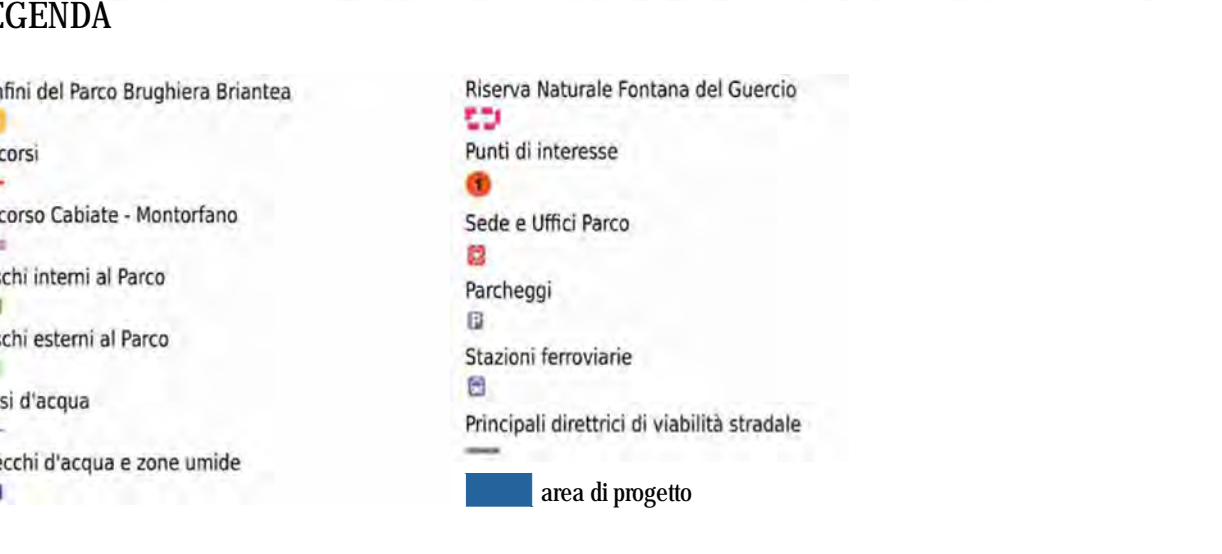 EGENDA
nfini del Parco Brughiera Briantea
corsi
corso Cabiate - Montorfano
schi interni al Parco
schi esterni al Parco
si d'acqua
ecchi d'acqua e zone umide
Riserva Naturale Fontana del Guercio
Punti di interesse
1
Sede e Uffici Parco
Parcheggi
P
Stazioni ferroviarie
Principali direttrici di viabilità stradale
area di progetto